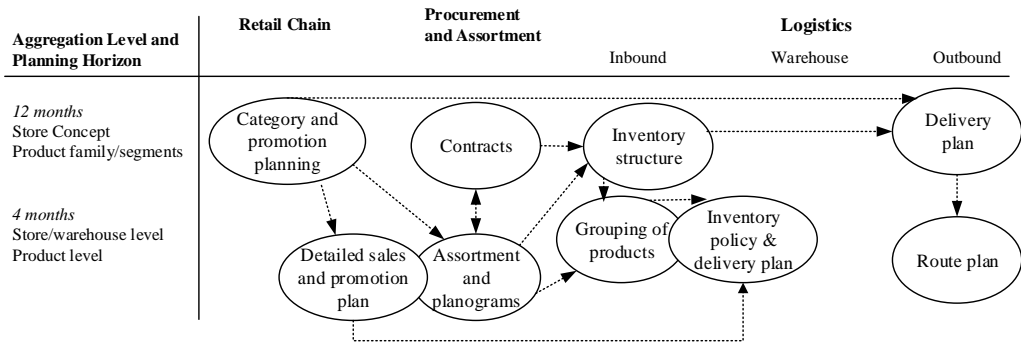 Retail Chain
Procurement
and Assortment
Logistics
Aggregation Level and
Planning Horizon
Inbound
Warehouse
Outbound
12 months
Store Concept
Product family/segments
Category and
promotion
planning
Contracts
Inventory
structure
Delivery
plan
4 months
Store/warehouse level
Product level
Detailed sales
and promotion
plan
Assortment
and
planograms
Grouping of
products
Inventory
policy &
delivery plan
Route plan